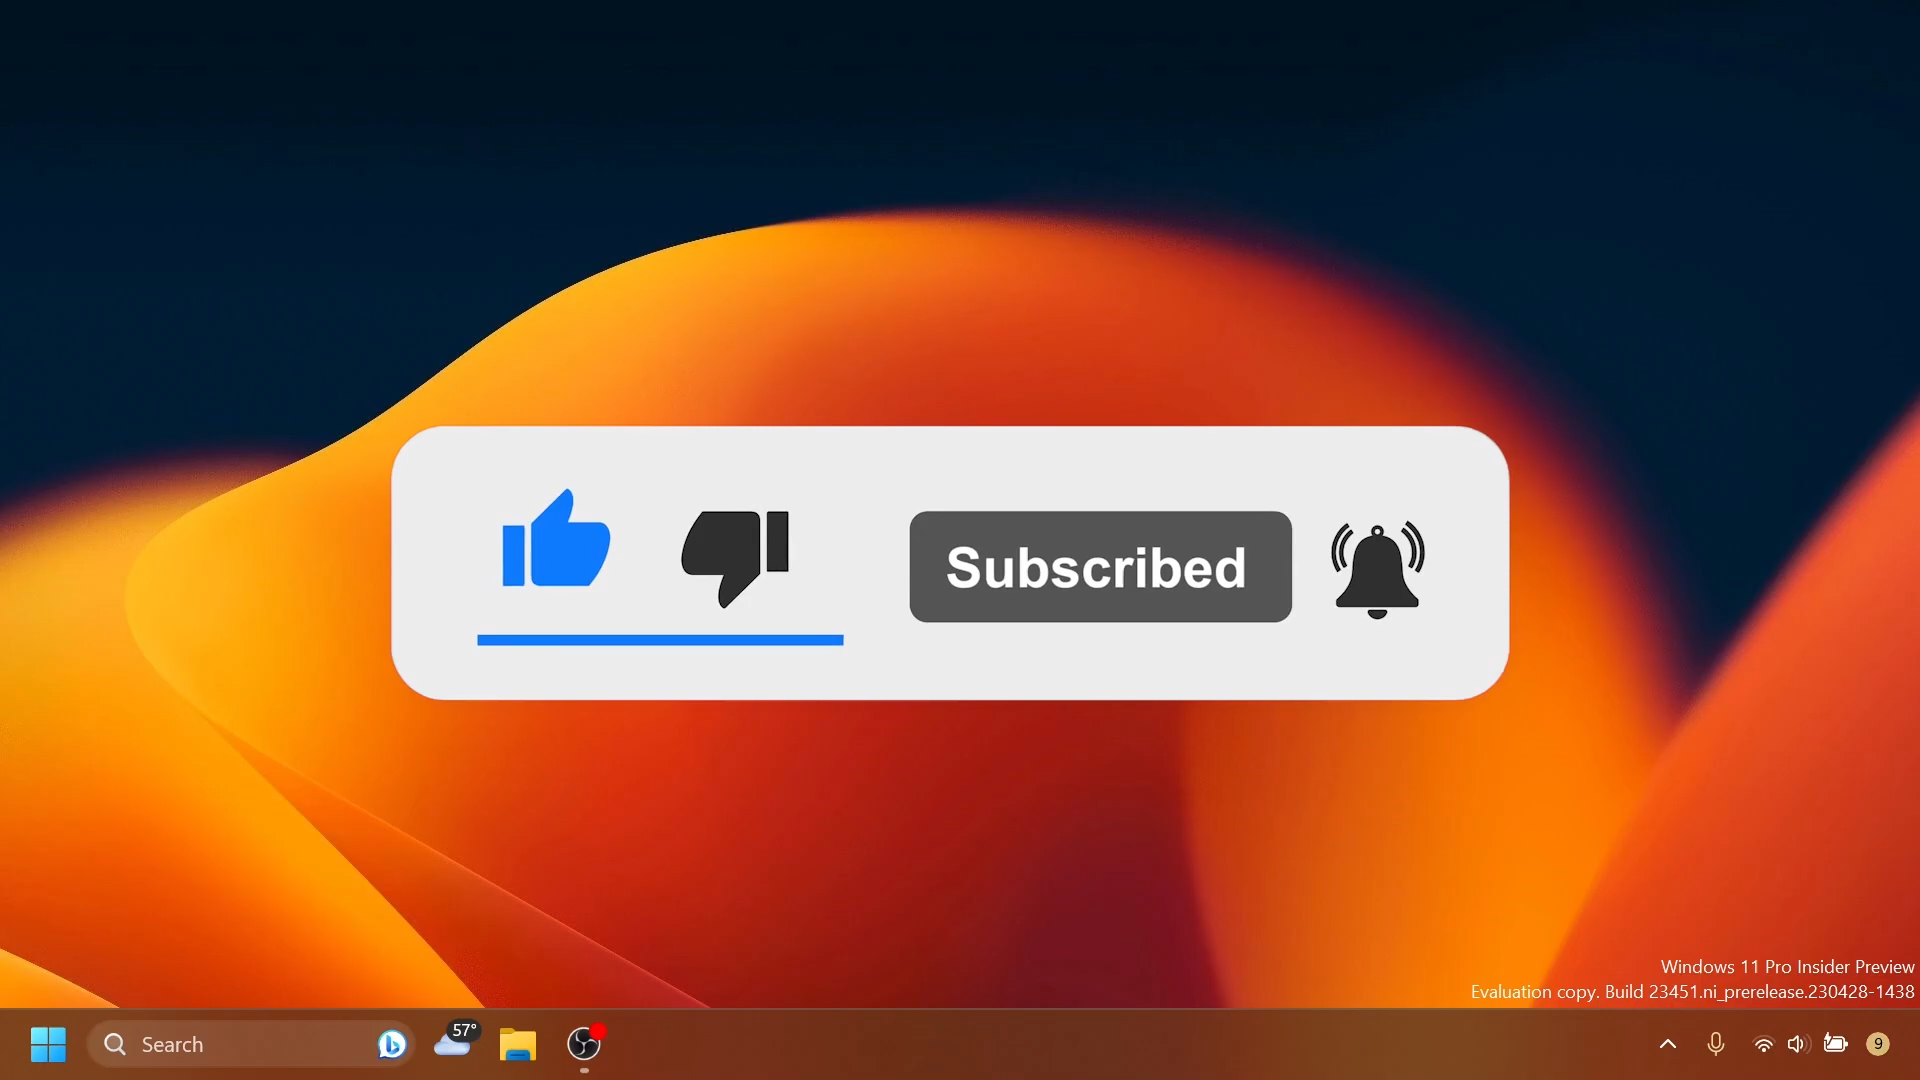 Subscribed
Windows 11 Pro Insider Preview
Evaluation copy. Build 23451.ni_prerelease.230428-1438
Search
57°
9